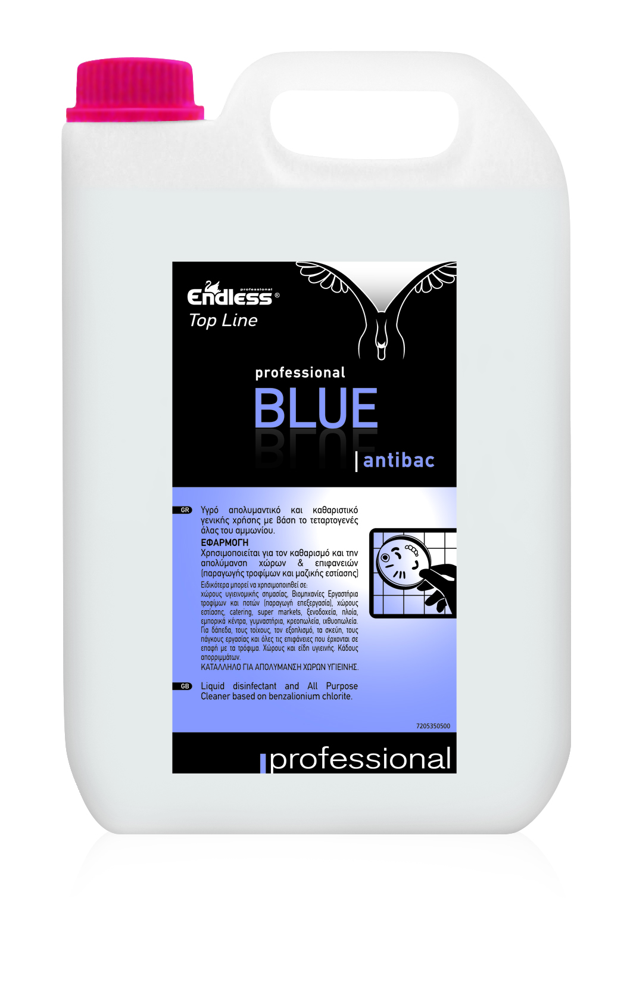 professional
Endless®
Top Line
professional
BLUE
antibac
GR
Υγρό απολυμαντικό και καθαριστικό
γενικής χρήσης με βάση το τεταρτογενές
άλας του αμμωνίου.
ΕΦΑΡΜΟΓΗ
Χρησιμοποιείται για τον καθαρισμό και την
απολύμανση χώρων & επιφανειών
(παραγωγής τροφίμων και μαζικής εστίασης)
Ειδικότερα μπορεί να χρησιμοποιηθεί σε:
χώρους υγιεινομικής σημασίας, Βιομηχανίες Εργαστήρια
τροφίμων και ποτών (παραγωγή επεξεργασία), χώρους
εστίασης, catering, super markets, ξενοδοχεία, πλοία,
εμπορικά κέντρα, γυμναστήρια, κρεοπωλεία, ιχθυοπωλεία.
Για δάπεδα, τους τοίχους, τον εξοπλισμό, τα σκεύη, τους
πάγκους εργασίας και όλες τις επιφάνειες που έρχονται σε
επαφή με τα τρόφιμα. Χώρους και είδη υγιεινής. Κάδους
απορριμμάτων.
ΚΑΤΑΛΛΗΛΟ ΓΙΑ ΑΠΟΛΥΜΑΝΣΗ ΧΩΡΩΝ ΥΓΙΕΙΝΗΣ.
GB
Liquid disinfectant and All Purpose
Cleaner based on benzalionium chlorite.
7205350500
professional